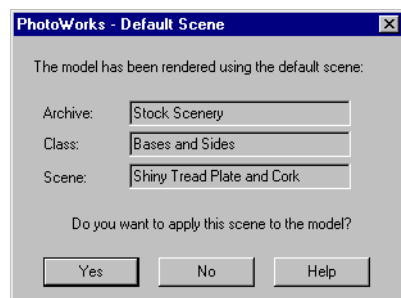 PhotoWorks - Default Scene
The model has been rendered using the default scene:
Archive: Stock Scenery
Class: Bases and Sides
Scene: Shiny Tread Plate and Cork
Do you want to apply this scene to the model?
Yes No Help